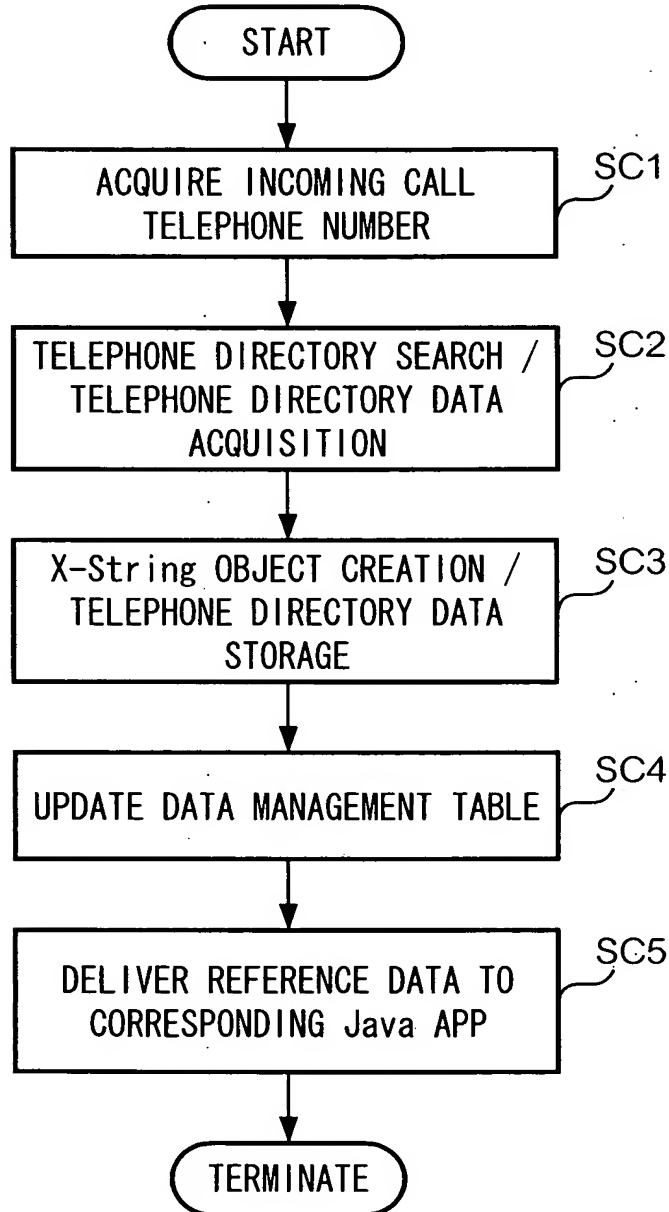 START
ACQUIRE INCOMING CALL
TELEPHONE NUMBER
SC1
TELEPHONE DIRECTORY SEARCH /
TELEPHONE DIRECTORY DATA
ACQUISITION
SC2
X-String OBJECT CREATION /
TELEPHONE DIRECTORY DATA
STORAGE
SC3
UPDATE DATA MANAGEMENT TABLE
SC4
DELIVER REFERENCE DATA TO
CORRESPONDING Java APP
SC5
TERMINATE